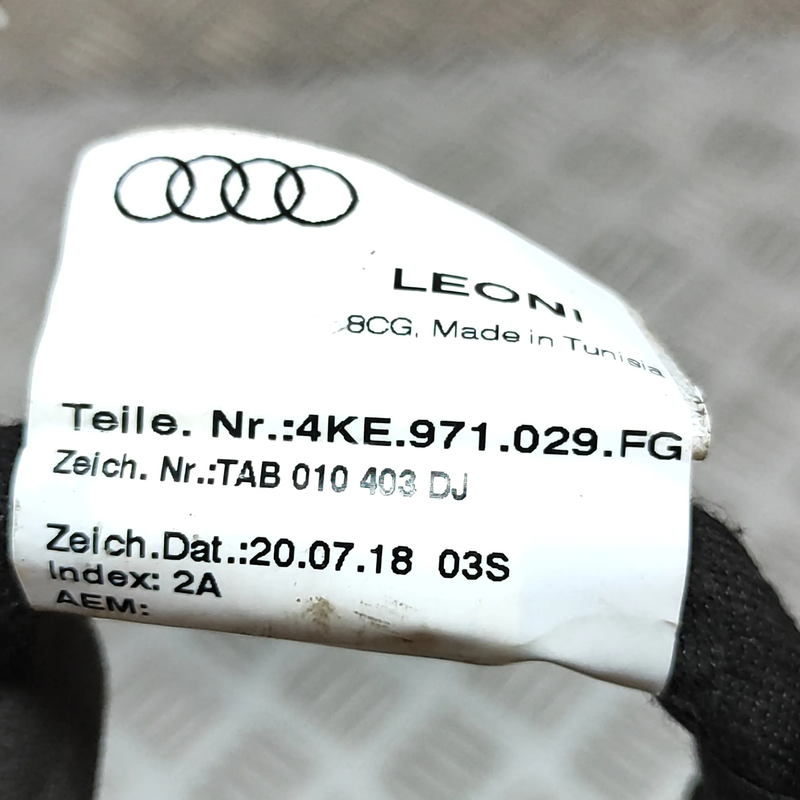 LEONI
8CG, Made in Tunisia
Teile. Nr.:4KE.971.029.FG
Zeich. Nr.:TAB 010 403 DJ
Zeich.Dat.:20.07.18 03S
Index: 2A
AEM: